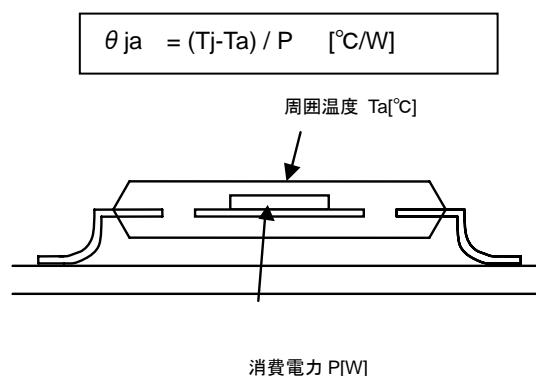 θja = (Tj-Ta) / P [℃/W]
周囲温度 Ta[℃]
消費電力 P[W]